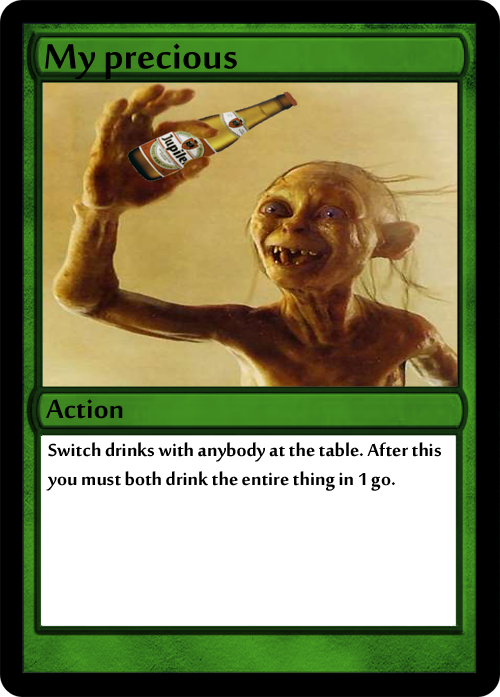 My precious
Jupile
Action
Switch drinks with anybody at the table. After this
you must both drink the entire thing in 1 go.